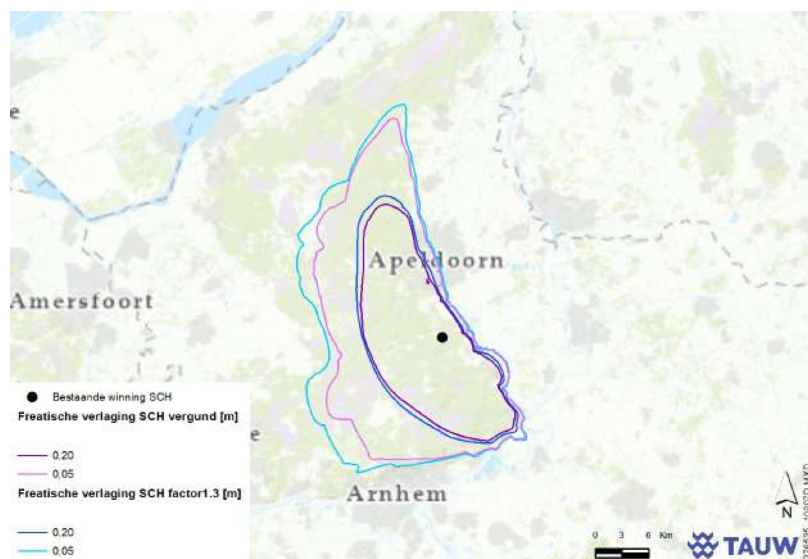 e
Apeldoorn
Amersfoort
Bestaande winning SCH
Freatische verlaging SCH vergund [m]
e
0,20
0,05
Freatische verlaging SCH factor1.3 [m]
Arnhem
0,20
0,05
N
0 3 6 Km
TAUW